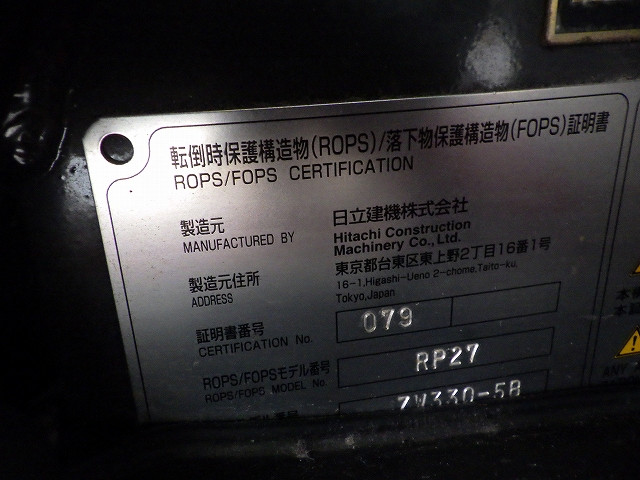 転倒時保護構造物(ROPS)/落下物保護構造物(FOPS)証明書
ROPS/FOPS CERTIFICATION
製造元
MANUFACTURED BY
日立建機株式会社
Hitachi Construction
Machinery Co., Ltd.
製造元住所
ADDRESS
東京都台東区東上野2丁目16番1号
16-1,Higashi-Ueno 2-chome,Taito-ku,
Tokyo,Japan
証明書番号
CERTIFICATION No.
079
ROPS/FOPSモデル番号
ROPS/FOPS MODEL No.
RP27
ZW330-5B
ANY